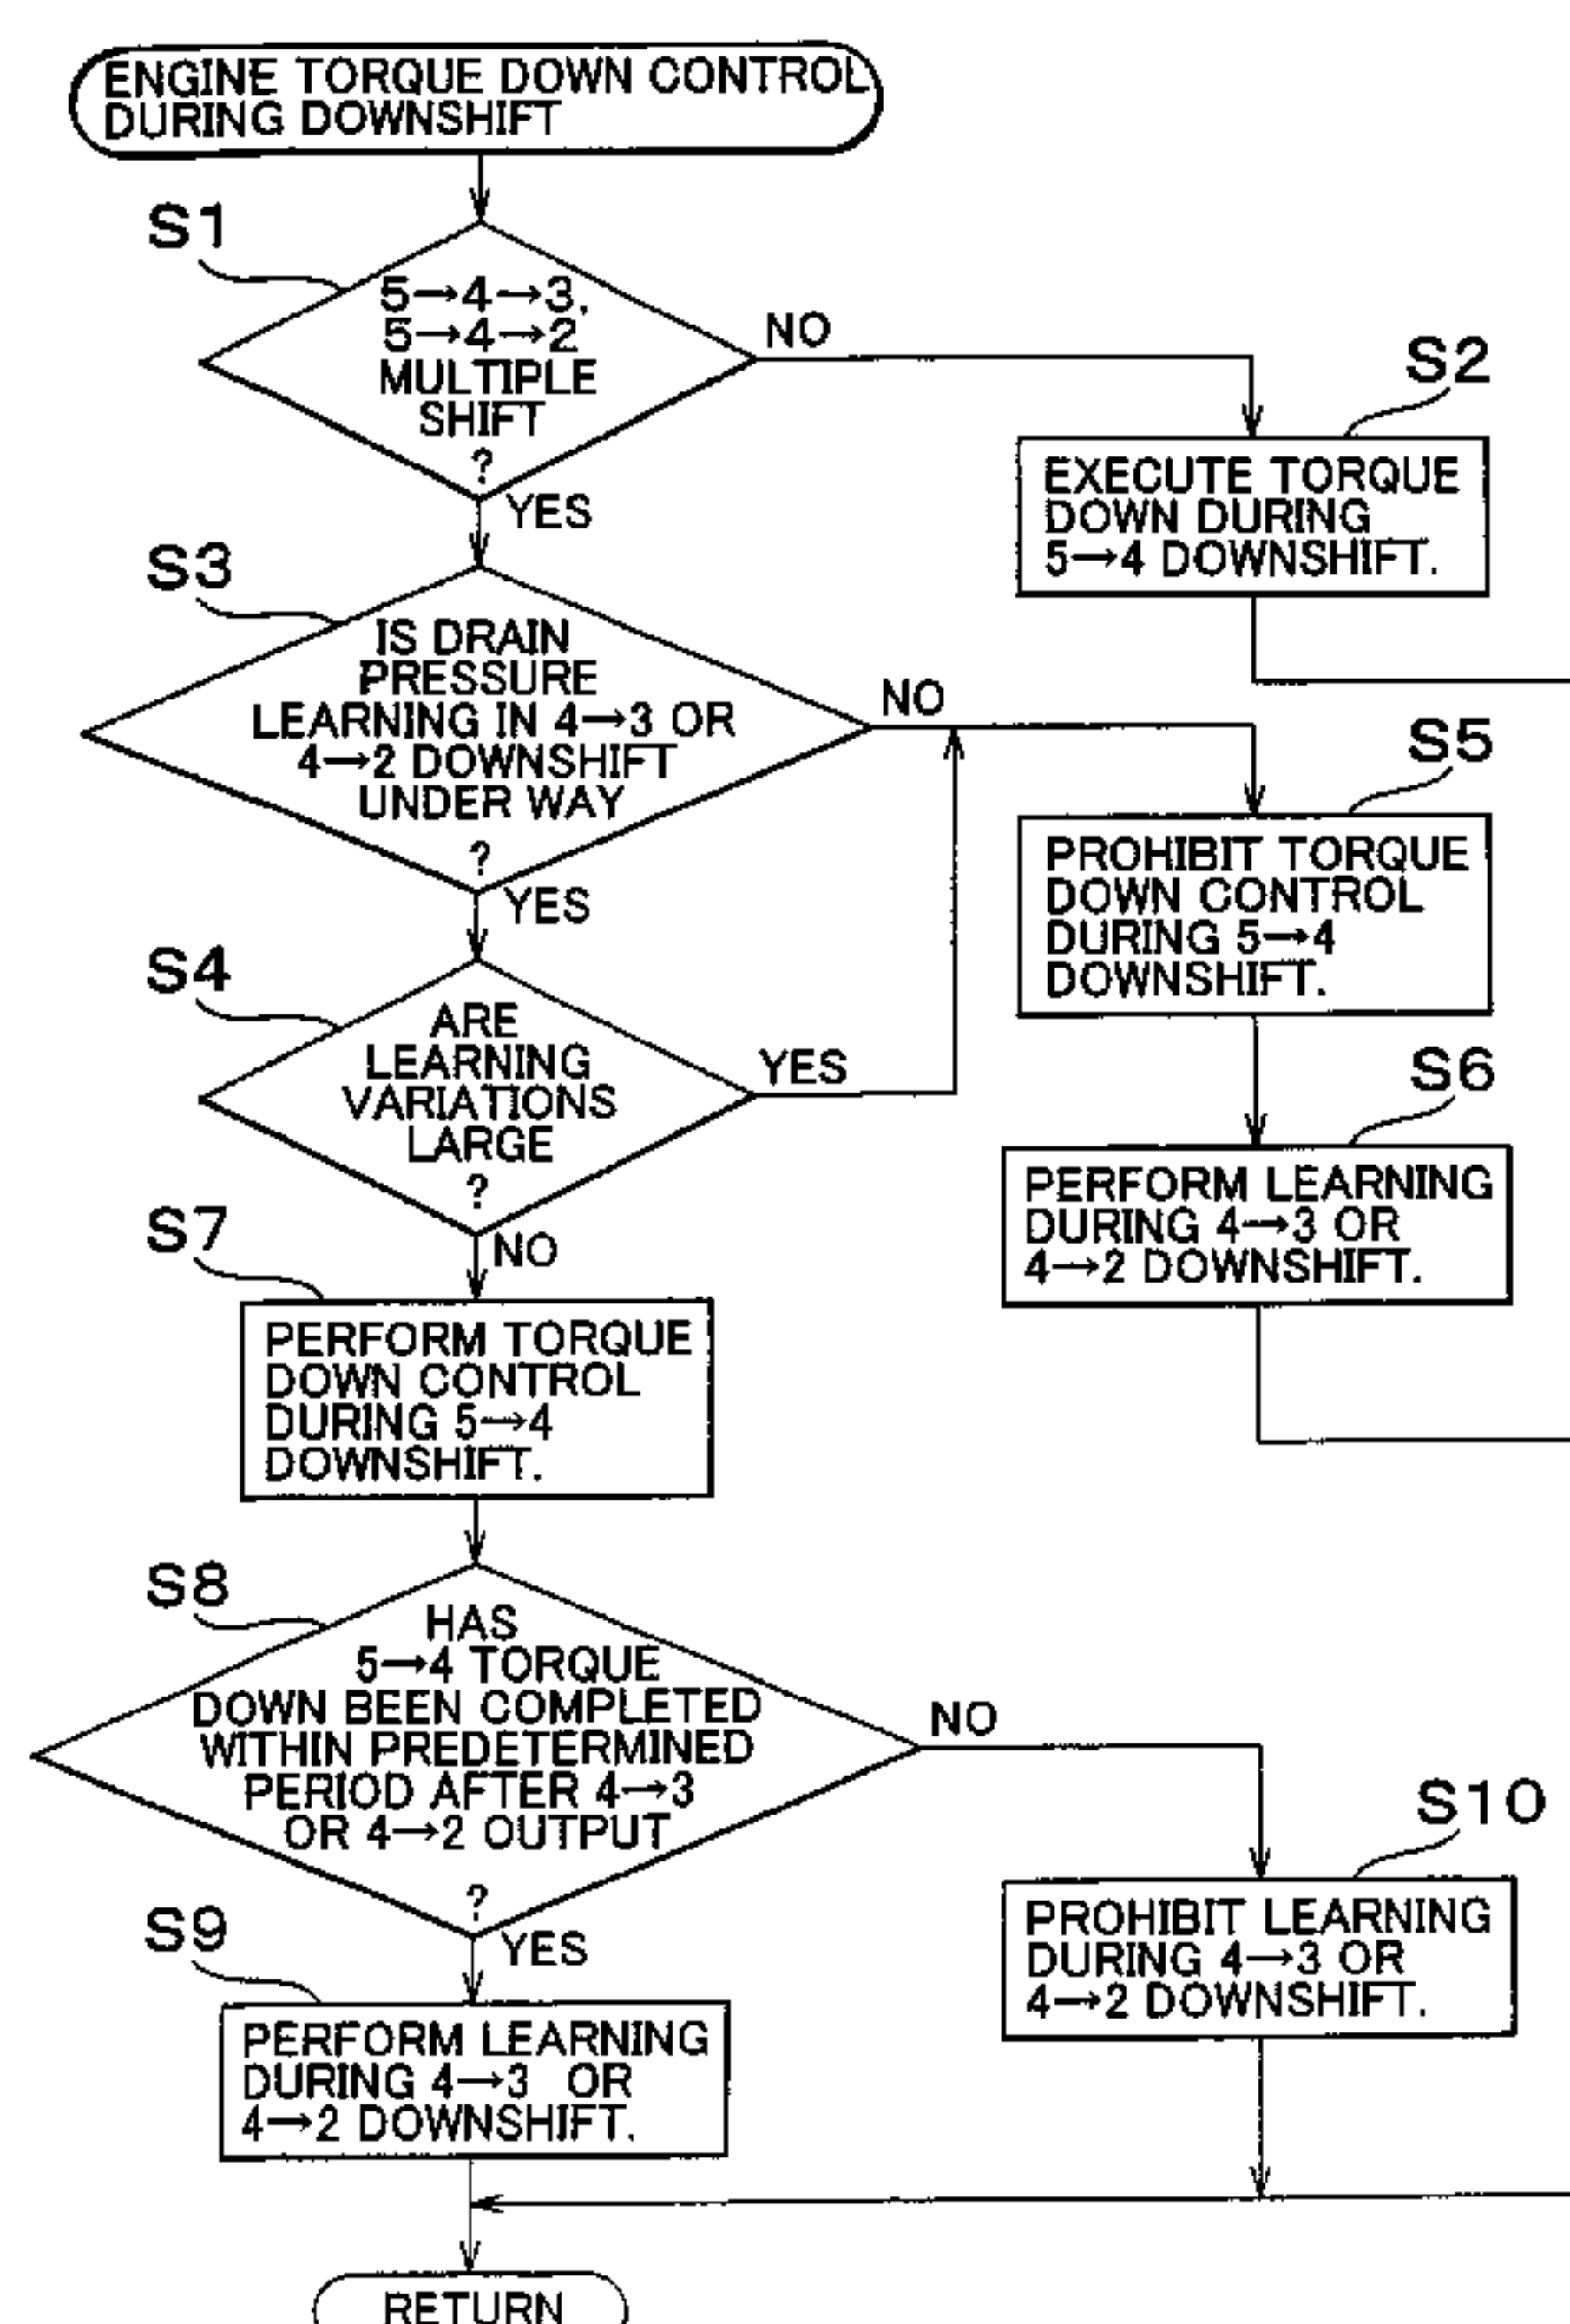 ENGINE TORQUE DOWN CONTROL
DURING DOWNSHIFT
S1
5→4→3,
5→4→2
MULTIPLE
SHIFT
?
NO
YES
S2
EXECUTE TORQUE
DOWN DURING
5→4 DOWNSHIFT.
S3
IS DRAIN
PRESSURE
LEARNING IN 4→3 OR
4→2 DOWNSHIFT
UNDER WAY
?
NO
YES
S5
PROHIBIT TORQUE
DOWN CONTROL
DURING 5→4
DOWNSHIFT.
S4
ARE
LEARNING
VARIATIONS
LARGE
?
YES
NO
S6
PERFORM LEARNING
DURING 4→3 OR
4→2 DOWNSHIFT.
S7
PERFORM TORQUE
DOWN CONTROL
DURING 5→4
DOWNSHIFT.
S8
HAS
5→4 TORQUE
DOWN BEEN COMPLETED
WITHIN PREDETERMINED
PERIOD AFTER 4→3
OR 4→2 OUTPUT
?
NO
YES
S10
PROHIBIT LEARNING
DURING 4→3 OR
4→2 DOWNSHIFT.
S9
PERFORM LEARNING
DURING 4→3 OR
4→2 DOWNSHIFT.
RETURN